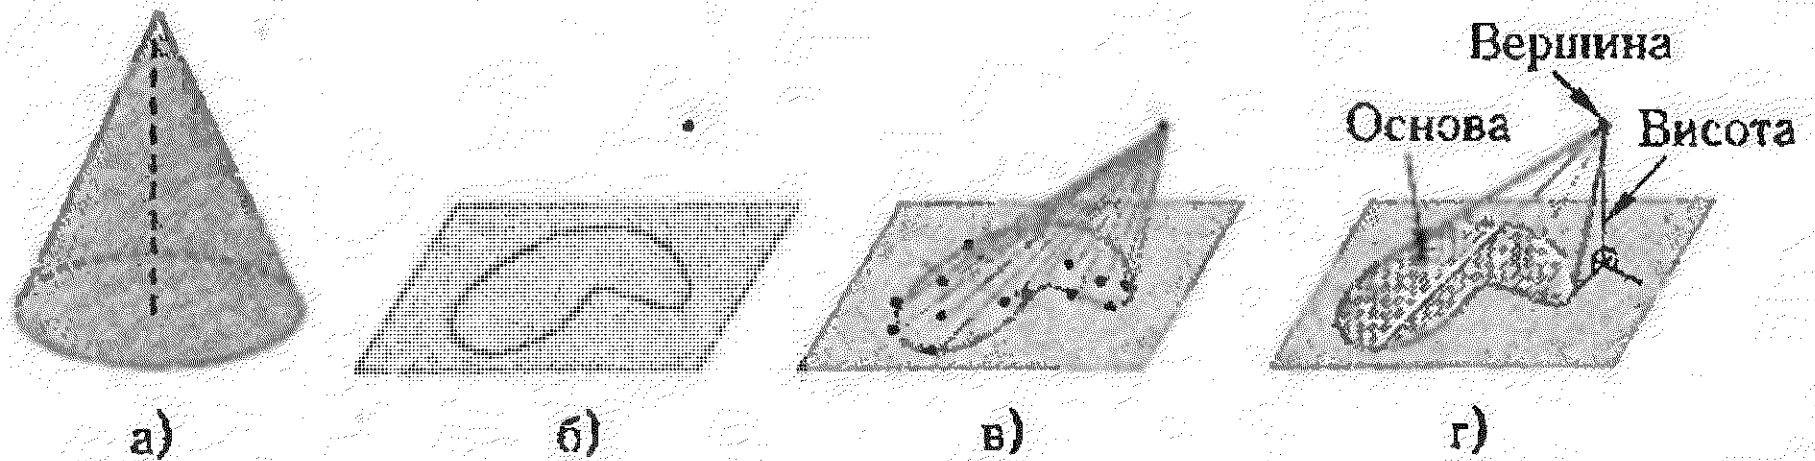 Вершина
Основа
Висота
а)
б)
в)
г)